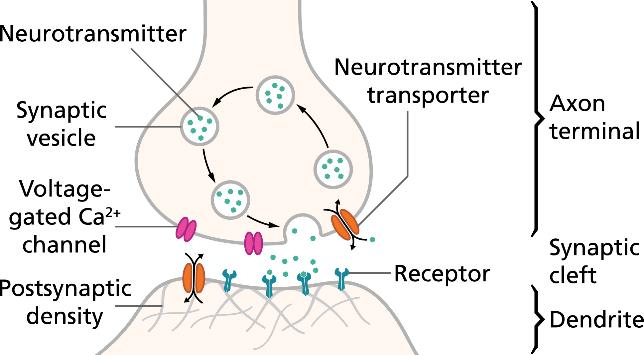 Neurotransmitter
Synaptic
vesicle
Voltage-
gated Ca²⁺
channel
Postsynaptic
density
Neurotransmitter
transporter
Receptor
Axon
terminal
Synaptic
cleft
Dendrite